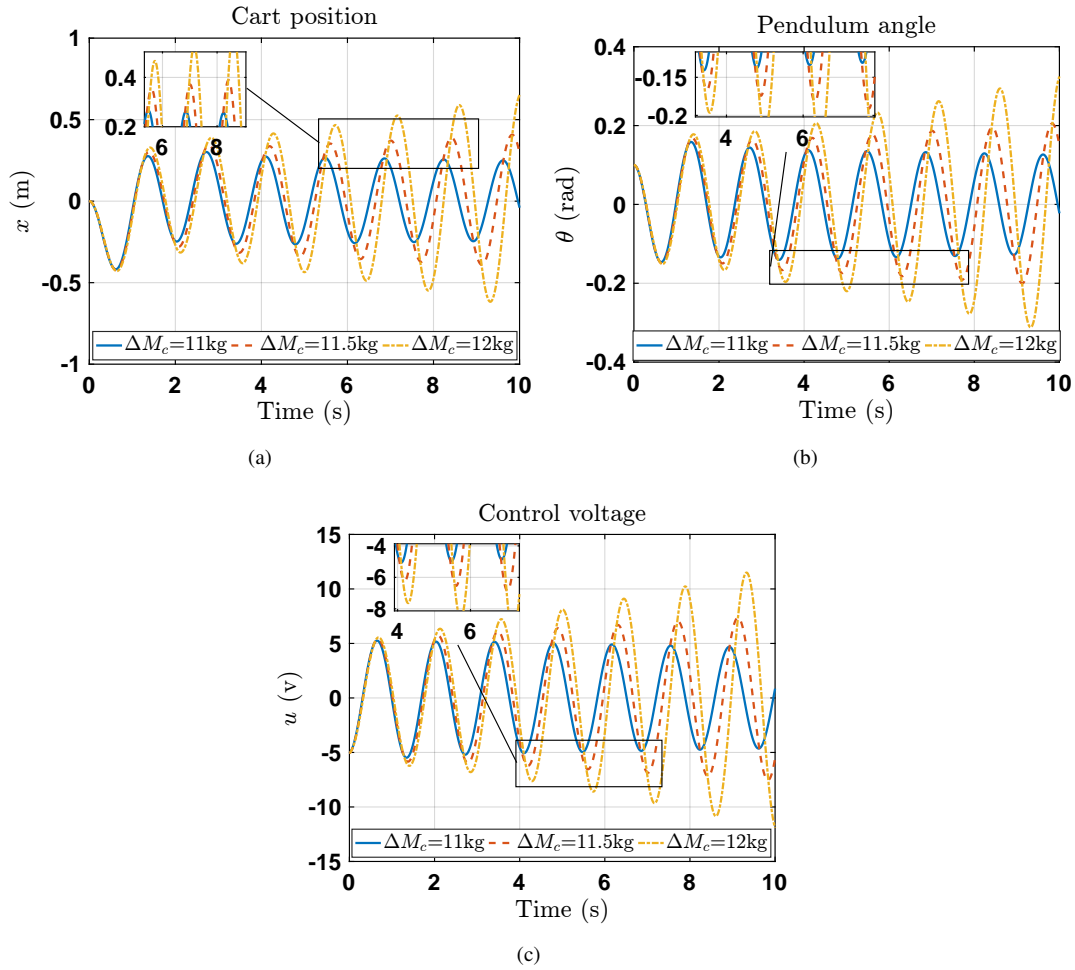 Cart position
1
0.5
0
-0.5
-1
x (m)
0.4
0.2
6 8
ΔM_c=11kg ΔM_c=11.5kg ΔM_c=12kg
0 2 4 6 8 10
Time (s)
(a)
Pendulum angle
0.4
0.2
0
-0.2
-0.4
θ (rad)
-0.15
-0.2
4 6
ΔM_c=11kg ΔM_c=11.5kg ΔM_c=12kg
0 2 4 6 8 10
Time (s)
(b)
Control voltage
15
10
5
0
-5
-10
-15
u (v)
-4
-6
-8
4 6
ΔM_c=11kg ΔM_c=11.5kg ΔM_c=12kg
0 2 4 6 8 10
Time (s)
(c)